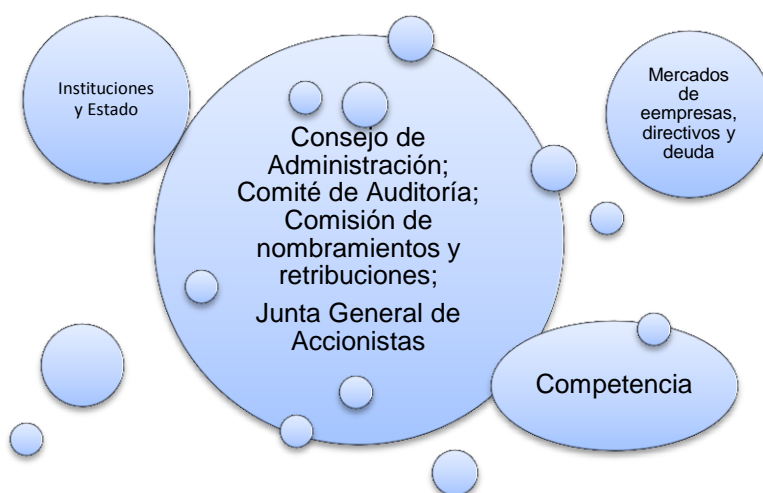 Instituciones
y Estado
Consejo de
Administración;
Comité de Auditoría;
Comisión de
nombramientos y
retribuciones;
Junta General de
Accionistas
Mercados
de
eempresas,
directivos y
deuda
Competencia